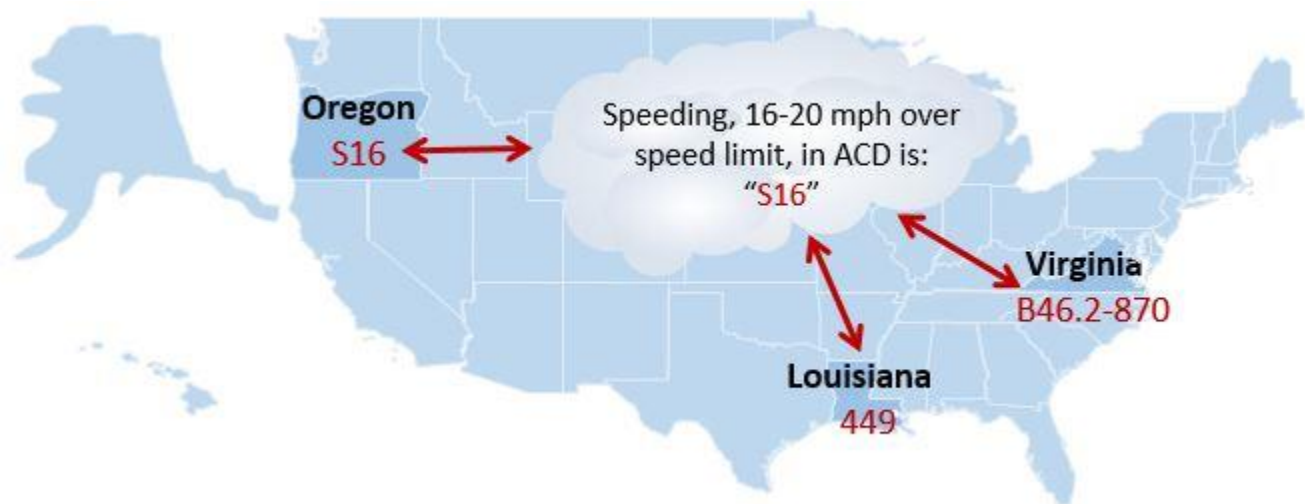 Oregon
S16
Speeding, 16-20 mph over
speed limit, in ACD is:
“S16”
Virginia
B46.2-870
Louisiana
449